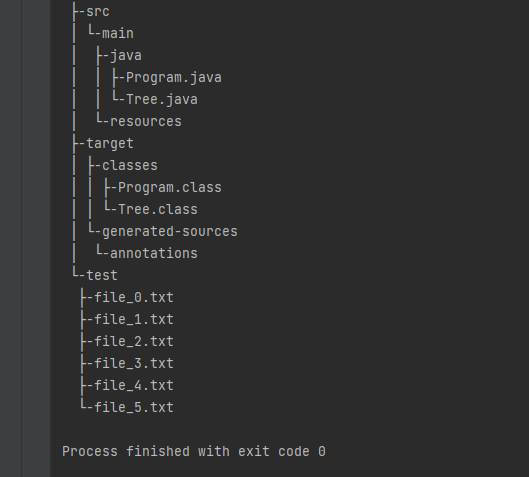 ├-src
│ └-main
│  ├-java
│  │ ├-Program.java
│  │ └-Tree.java
│  └-resources
├-target
│ ├-classes
│ │ ├-Program.class
│ │ └-Tree.class
│ └-generated-sources
│  └-annotations
└-test
 ├-file_0.txt
 ├-file_1.txt
 ├-file_2.txt
 ├-file_3.txt
 ├-file_4.txt
 └-file_5.txt
Process finished with exit code 0